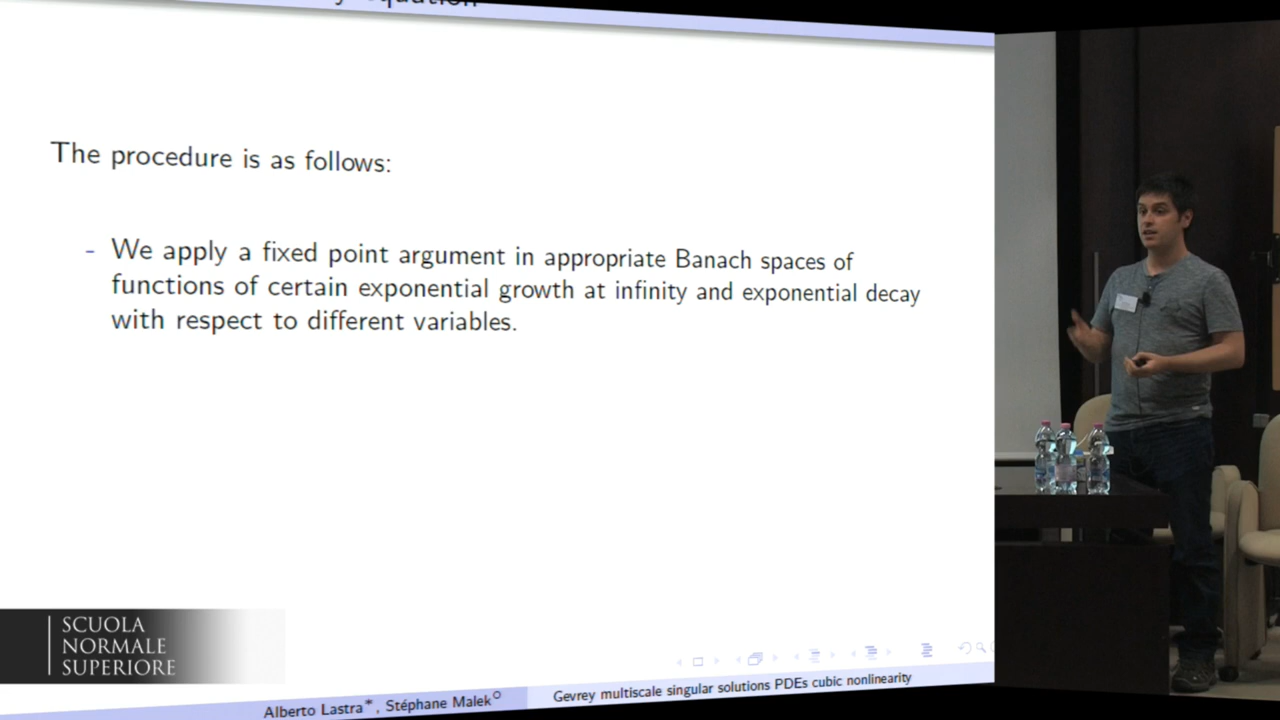 equation
The procedure is as follows:
- We apply a fixed point argument in appropriate Banach spaces of
functions of certain exponential growth at infinity and exponential decay
with respect to different variables.
SCUOLA
NORMALE
SUPERIORE
Alberto Lastra*, Stéphane Malek○
Gevrey multiscale singular solutions PDEs cubic nonlinearity